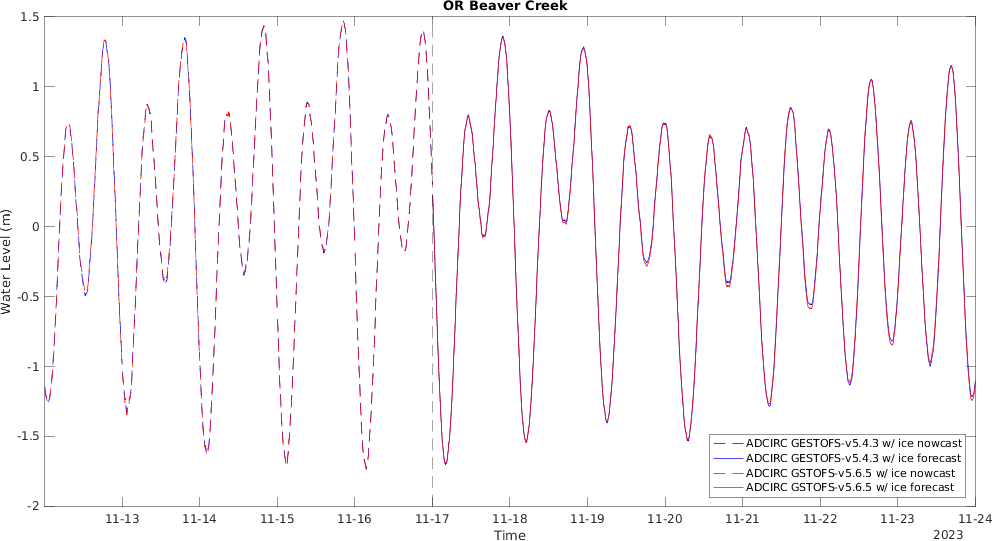 OR Beaver Creek
1.5
1
0.5
0
-0.5
-1
-1.5
-2
Water Level (m)
11-13 11-14 11-15 11-16 11-17 11-18 11-19 11-20 11-21 11-22 11-23 11-24
Time
2023
ADCIRC GESTOFS-v5.4.3 w/ ice nowcast
ADCIRC GESTOFS-v5.4.3 w/ ice forecast
ADCIRC GSTOFS-v5.6.5 w/ ice nowcast
ADCIRC GSTOFS-v5.6.5 w/ ice forecast